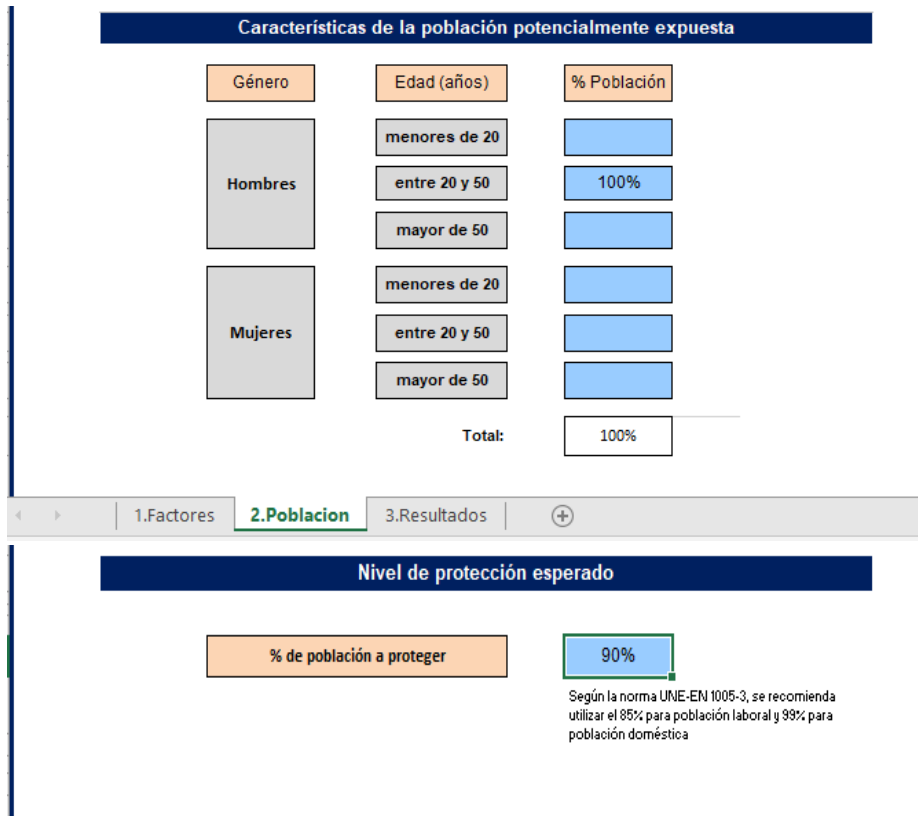 Características de la población potencialmente expuesta
Género Edad (años) % Población
menores de 20
Hombres entre 20 y 50 100%
mayor de 50
menores de 20
Mujeres entre 20 y 50
mayor de 50
Total: 100%
1.Factores 2.Poblacion 3.Resultados
Nivel de protección esperado
% de población a proteger 90%
Según la norma UNE-EN 1005-3, se recomienda
utilizar el 85% para población laboral y 99% para
población doméstica